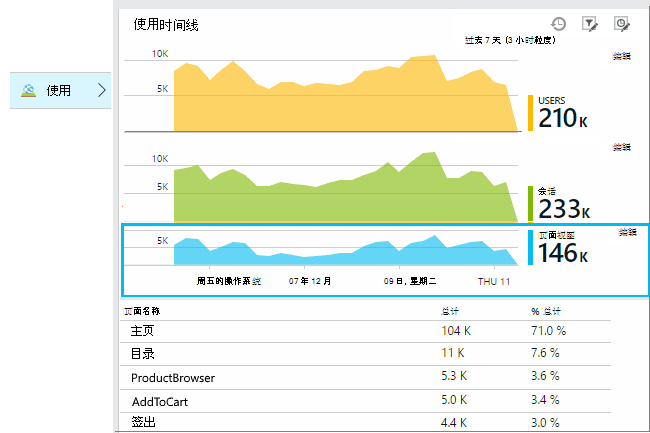 使用
使用时间线
过去 7 天 (3 小时粒度)
编辑
10K
5K
USERS
210 K
编辑
10K
5K
会话
233 K
编辑
5K
页面视图
146 K
周五的操作系统
07 年 12 月
09 日, 星期二
THU 11
页面名称 总计 % 总计
主页 104 K 71.0 %
目录 11 K 7.6 %
ProductBrowser 5.3 K 3.6 %
AddToCart 5.0 K 3.4 %
签出 4.4 K 3.0 %